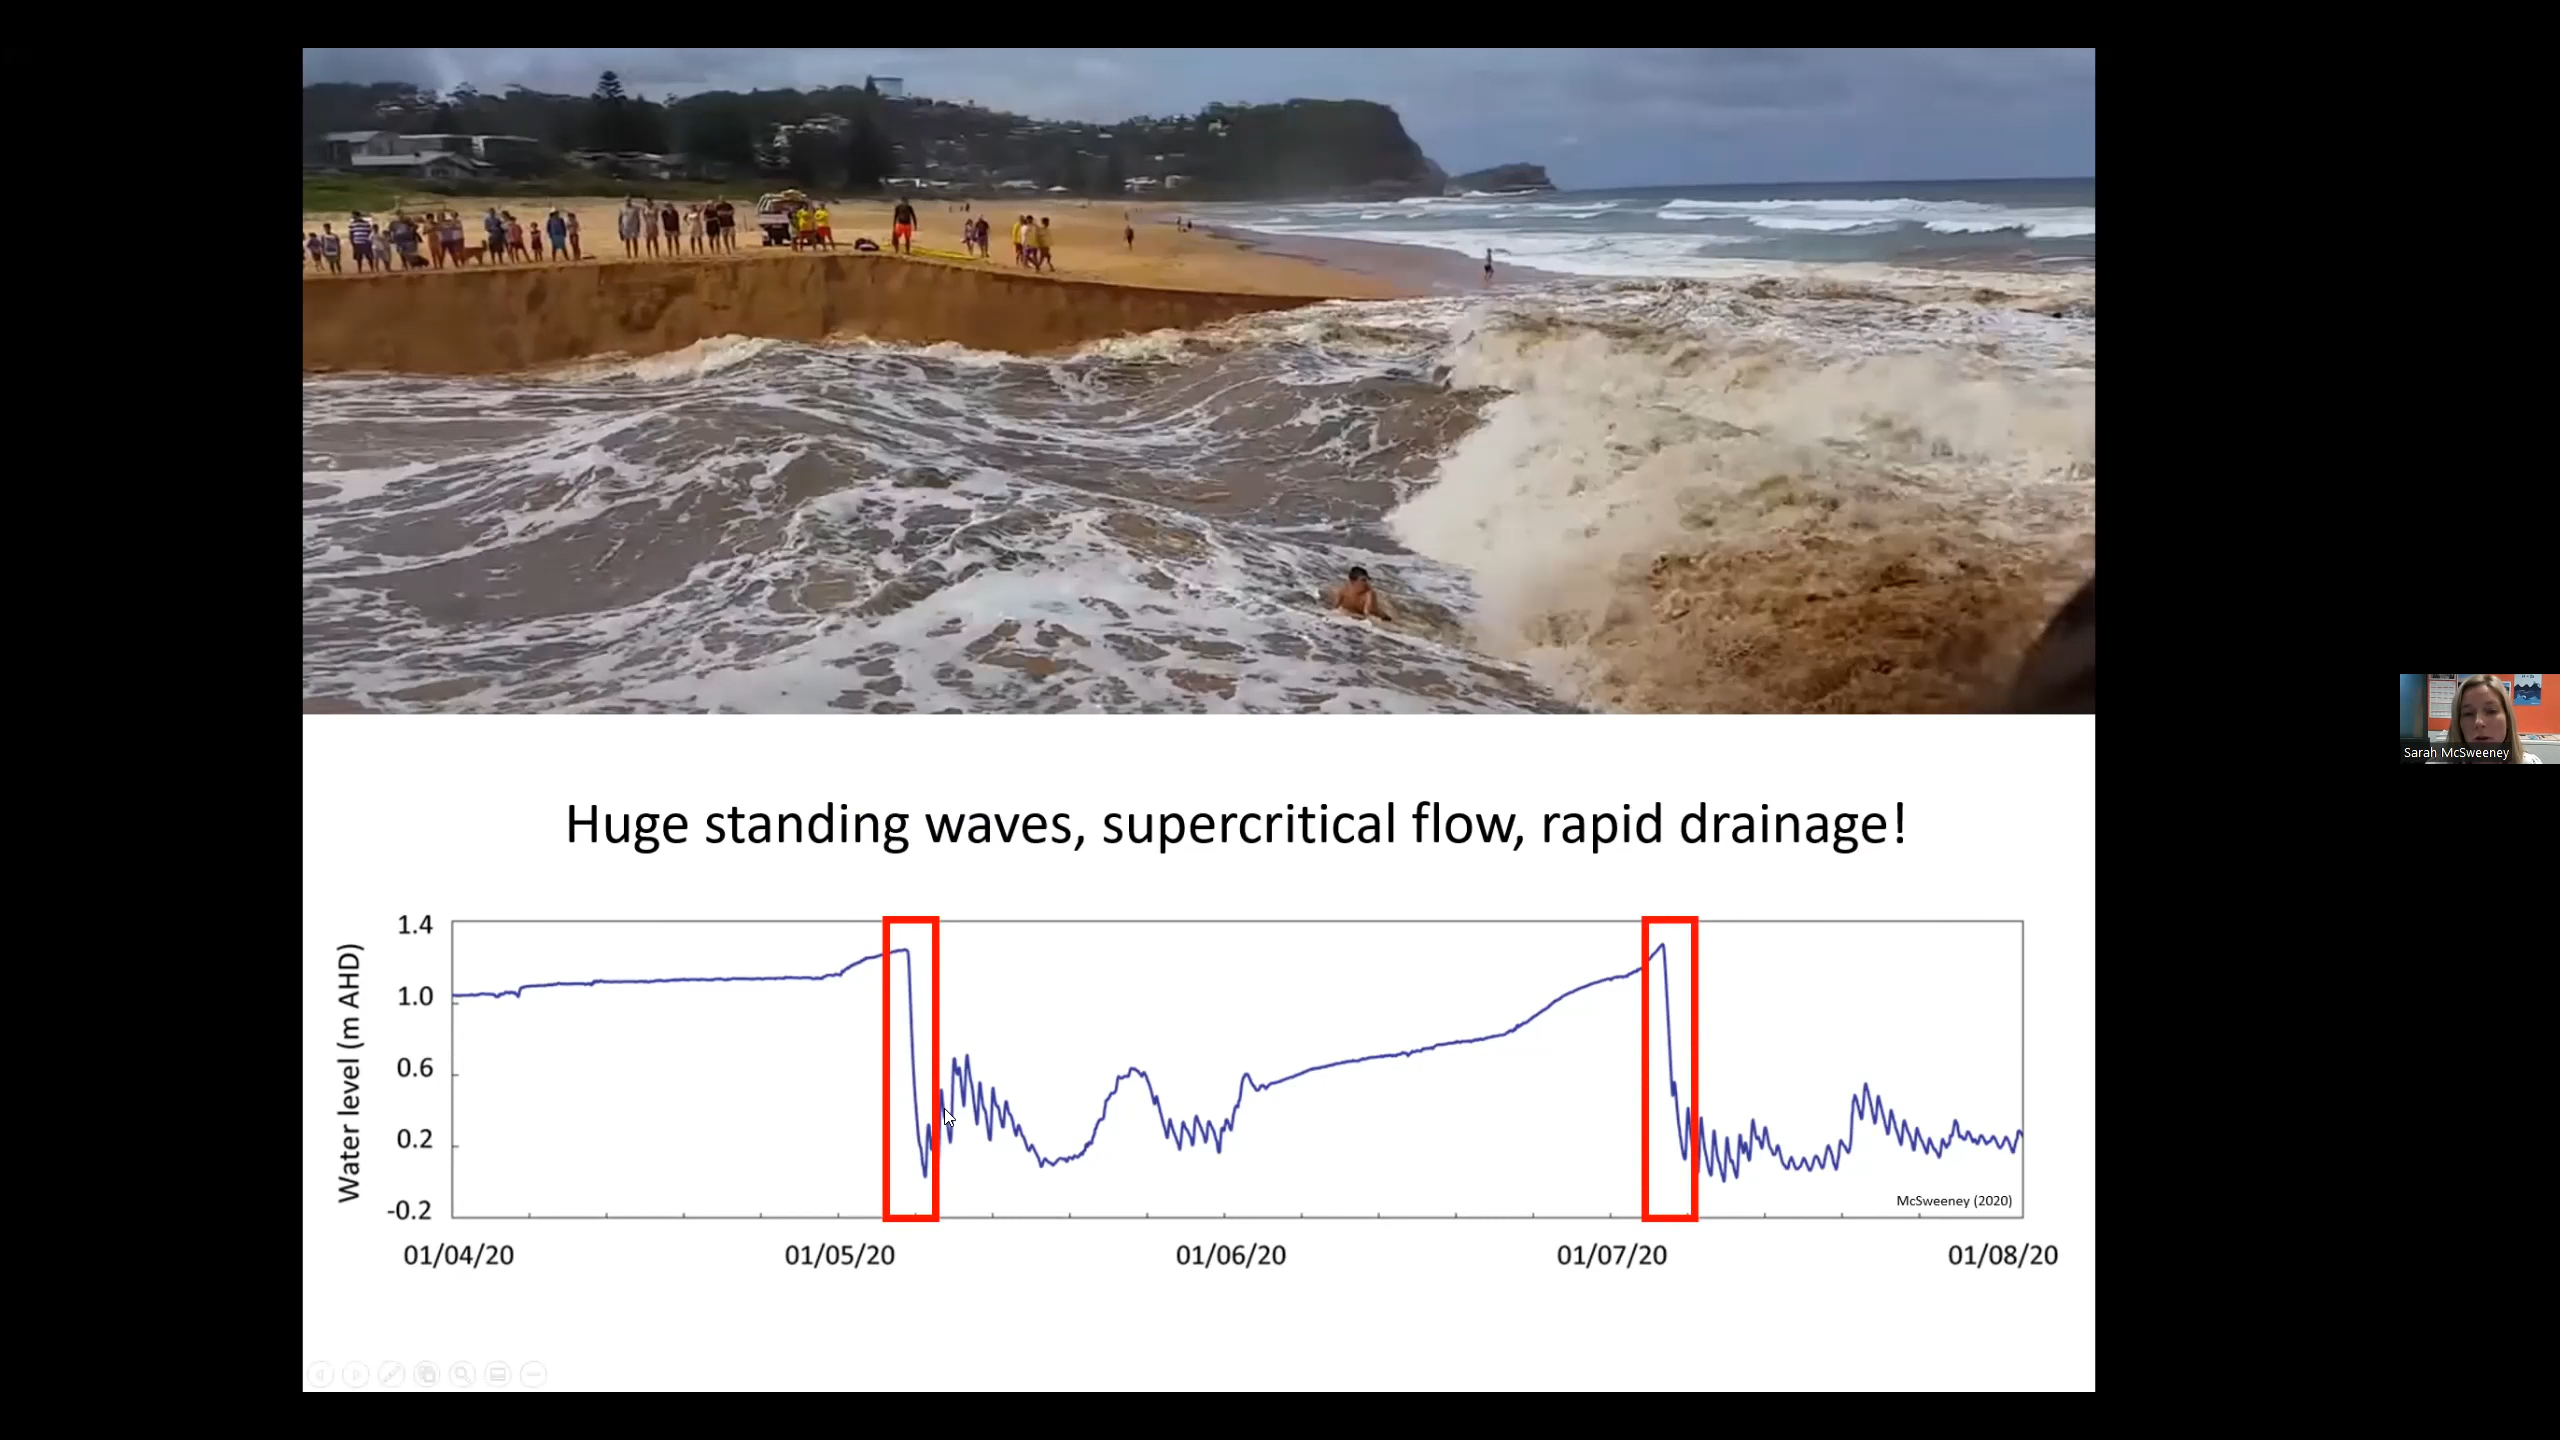 Sarah McSweeney
Huge standing waves, supercritical flow, rapid drainage!
Water level (m AHD)
1.4
1.0
0.6
0.2
-0.2
McSweeney (2020)
01/04/20
01/05/20
01/06/20
01/07/20
01/08/20